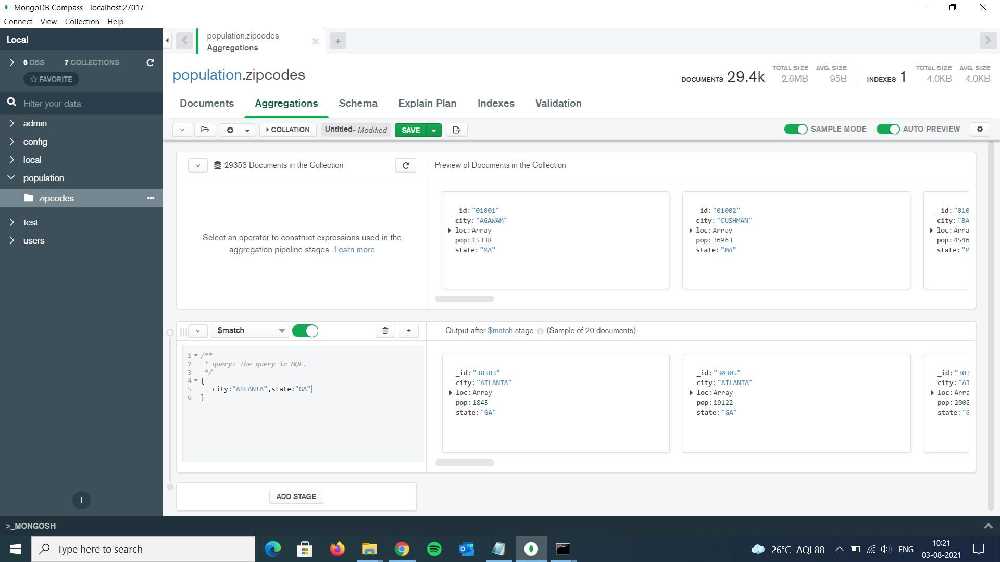 MongoDB Compass - localhost:27017
Connect View Collection Help
Local
6 DBS 7 COLLECTIONS
FAVORITE
Filter your data
admin
config
local
population
zipcodes
test
users
population.zipcodes
Aggregations
population.zipcodes
DOCUMENTS 29.4k TOTAL SIZE 2.6MB AVG. SIZE 95B INDEXES 1 TOTAL SIZE 4.0KB AVG. SIZE 4.0KB
Documents Aggregations Schema Explain Plan Indexes Validation
COLLATION Untitled- Modified SAVE SAMPLE MODE AUTO PREVIEW
29353 Documents in the Collection
Preview of Documents in the Collection
Select an operator to construct expressions used in the
aggregation pipeline stages. Learn more
_id:"01001"
city:"AGAWAM"
loc:Array
pop:15338
state:"MA"
_id:"01002"
city:"CUSHMAN"
loc:Array
pop:36963
state:"MA"
_id:"010
city:"BA
loc:Arra
pop:4546
state:"M
$match
Output after $match stage (Sample of 20 documents)
1 /**
2 * query: The query in MQL.
3 */
4 {
5 city:"ATLANTA",state:"GA"
6 }
_id:"30303"
city:"ATLANTA"
loc:Array
pop:1845
state:"GA"
_id:"30305"
city:"ATLANTA"
loc:Array
pop:19122
state:"GA"
_id:"303
city:"AT
loc:Arra
pop:2008
state:"G
ADD STAGE
>_MONGOSH
Type here to search
26°C AQI 88
ENG
10:21
03-08-2021